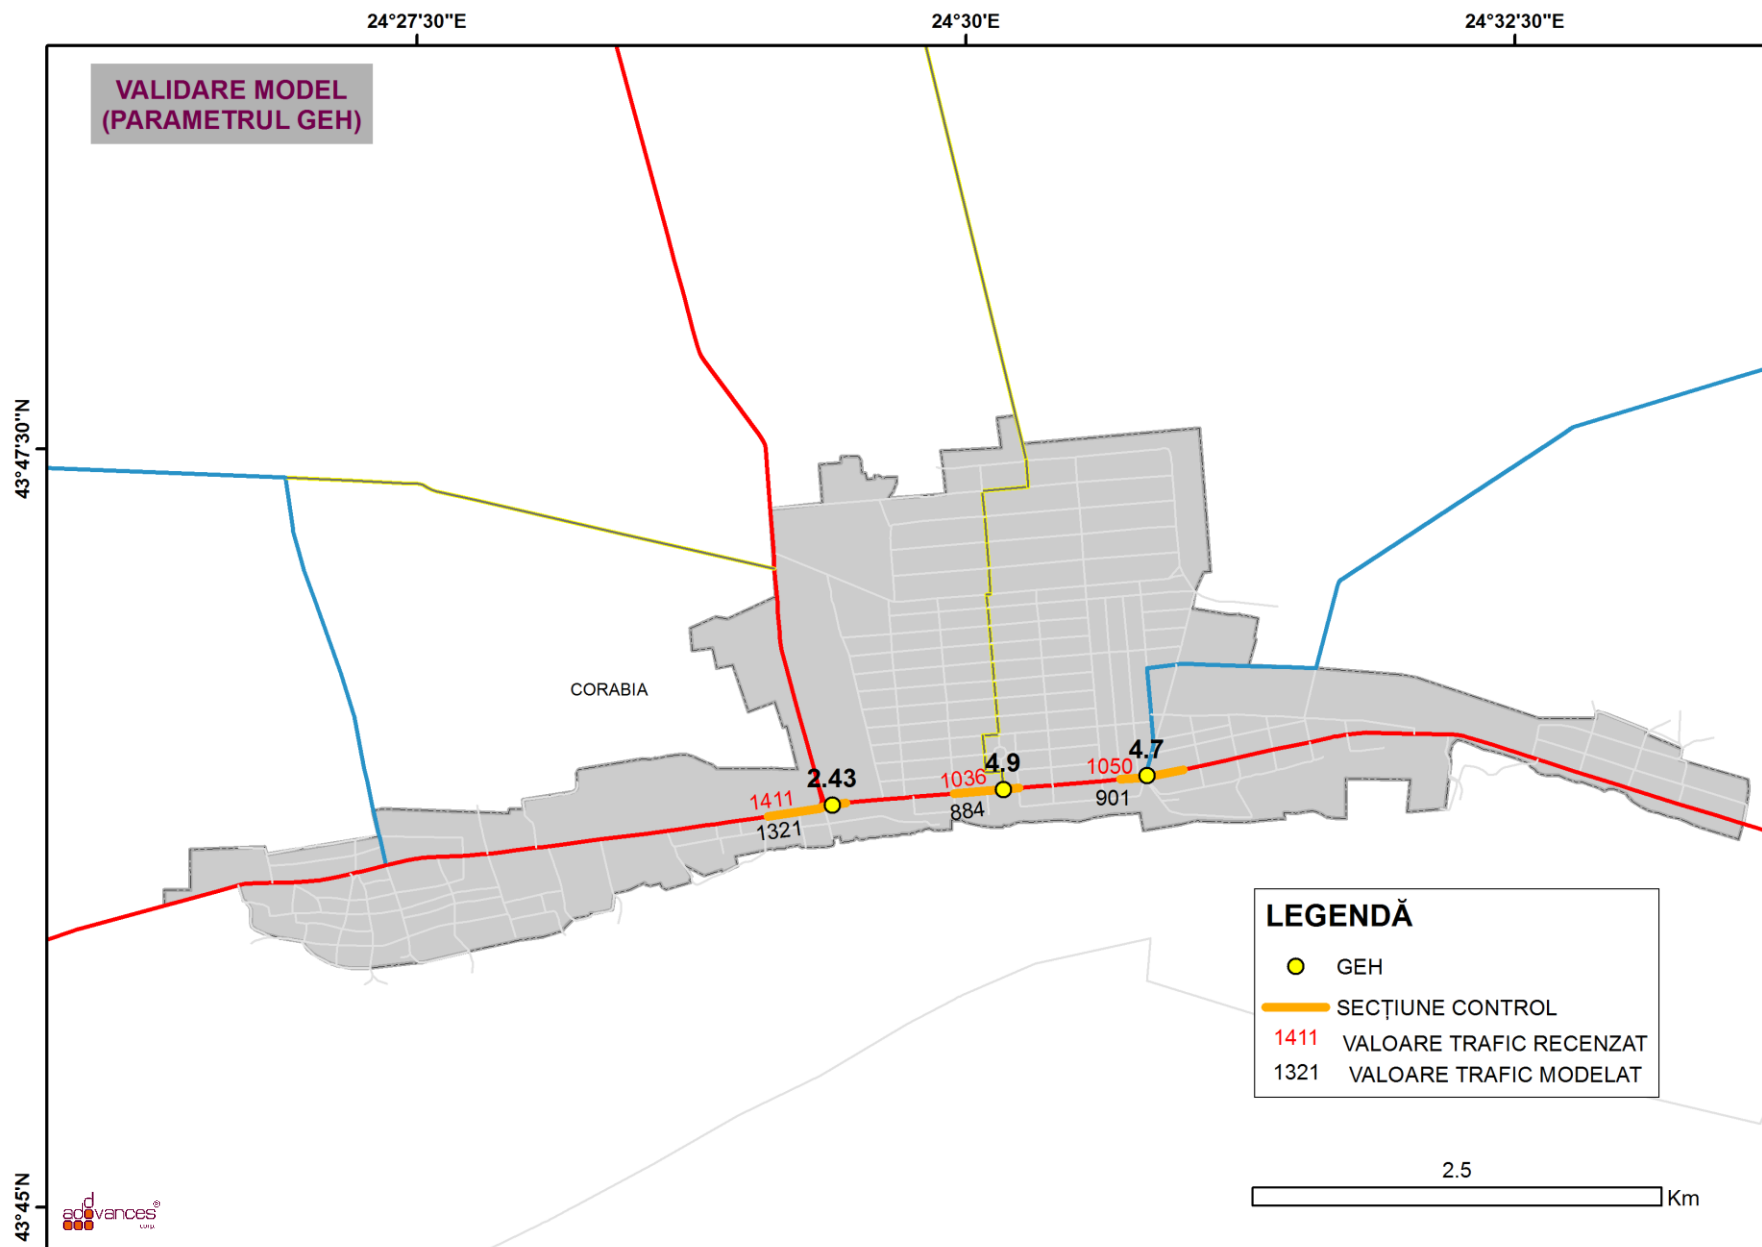 24°27'30"E
24°30'E
24°32'30"E
VALIDARE MODEL
(PARAMETRUL GEH)
43°47'30"N
CORABIA
2.43
1411
1321
4.9
1036
884
4.7
1050
901
LEGENDĂ
GEH
SECȚIUNE CONTROL
1411 VALOARE TRAFIC RECENZAT
1321 VALOARE TRAFIC MODELAT
2.5
Km
43°45'N
addvances®